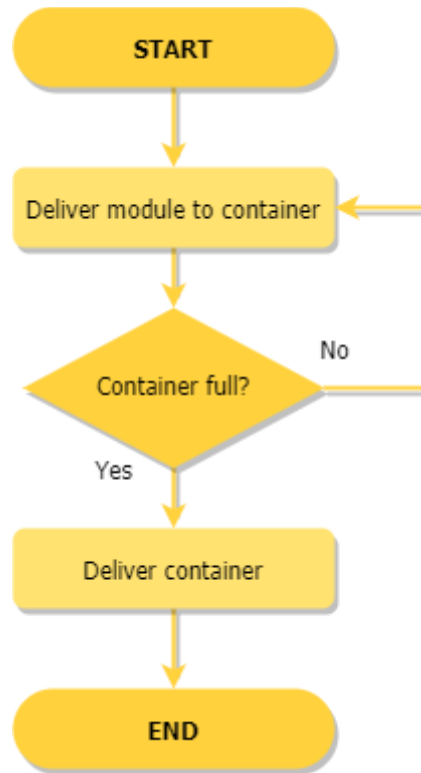 START
Deliver module to container
No
Container full?
Yes
Deliver container
END